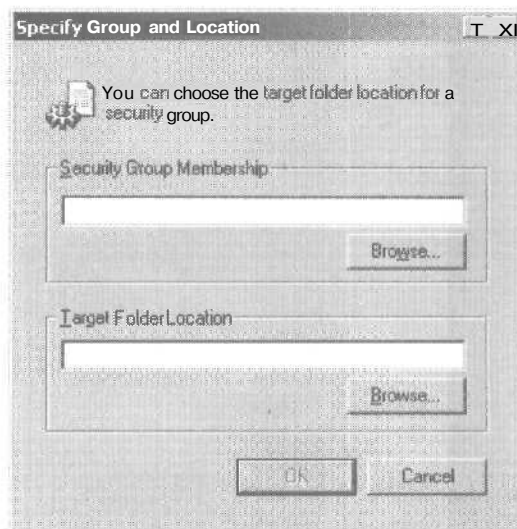 Specify Group and Location
T XI
You can choose the target folder location for a
security group.
Security Group Membership
Browse...
Target Folder Location
Browse...
OK
Cancel